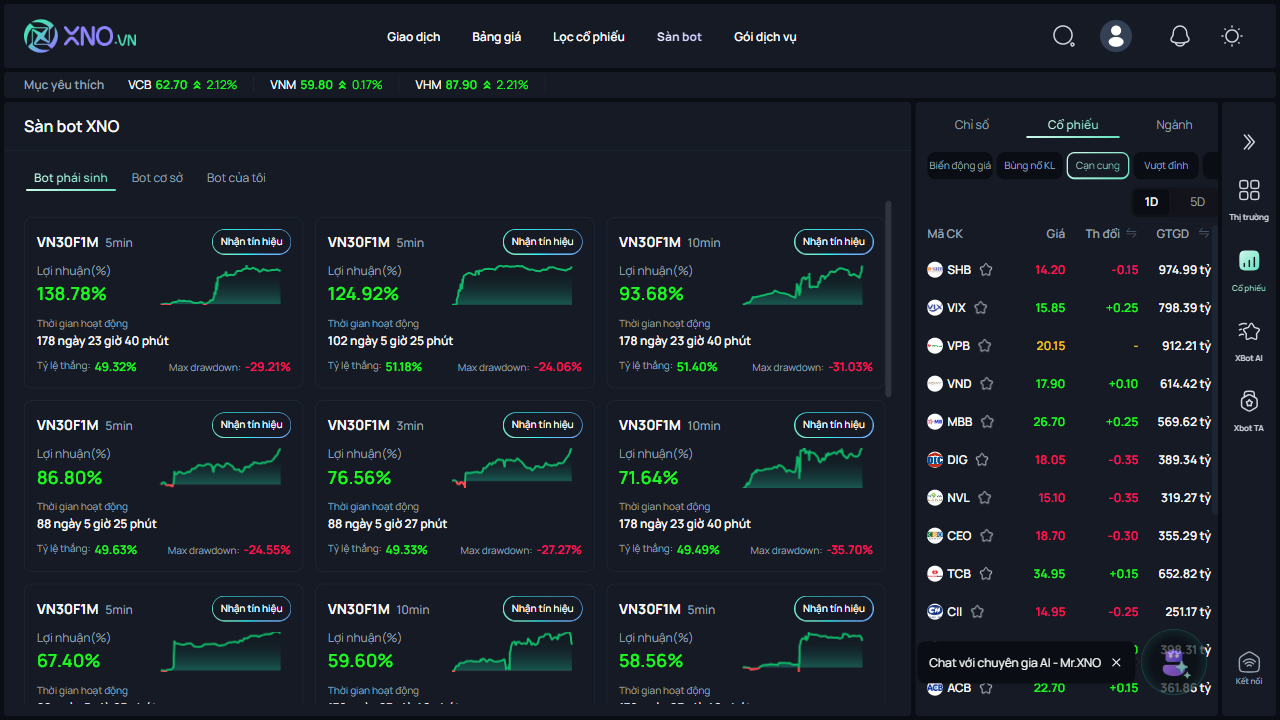 XNO.VN
Giao dịch Bảng giá Lọc cổ phiếu Sàn bot Gói dịch vụ
Mục yêu thích VCB 62.70 2.12% VNM 59.80 0.17% VHM 87.90 2.21%
Sàn bot XNO
Bot phái sinh Bot cơ sở Bot của tôi
VN30F1M 5min Nhận tín hiệu
Lợi nhuận(%)
138.78%
Thời gian hoạt động
178 ngày 23 giờ 40 phút
Tỷ lệ thắng: 49.32% Max drawdown: -29.21%
VN30F1M 5min Nhận tín hiệu
Lợi nhuận(%)
124.92%
Thời gian hoạt động
102 ngày 5 giờ 25 phút
Tỷ lệ thắng: 51.18% Max drawdown: -24.06%
VN30F1M 10min Nhận tín hiệu
Lợi nhuận(%)
93.68%
Thời gian hoạt động
178 ngày 23 giờ 40 phút
Tỷ lệ thắng: 51.40% Max drawdown: -31.03%
VN30F1M 5min Nhận tín hiệu
Lợi nhuận(%)
86.80%
Thời gian hoạt động
88 ngày 5 giờ 25 phút
Tỷ lệ thắng: 49.63% Max drawdown: -24.55%
VN30F1M 3min Nhận tín hiệu
Lợi nhuận(%)
76.56%
Thời gian hoạt động
88 ngày 5 giờ 27 phút
Tỷ lệ thắng: 49.33% Max drawdown: -27.27%
VN30F1M 10min Nhận tín hiệu
Lợi nhuận(%)
71.64%
Thời gian hoạt động
178 ngày 23 giờ 40 phút
Tỷ lệ thắng: 49.49% Max drawdown: -35.70%
VN30F1M 5min Nhận tín hiệu
Lợi nhuận(%)
67.40%
Thời gian hoạt động
VN30F1M 10min Nhận tín hiệu
Lợi nhuận(%)
59.60%
Thời gian hoạt động
VN30F1M 5min Nhận tín hiệu
Lợi nhuận(%)
58.56%
Thời gian hoạt động
Chỉ số Cổ phiếu Ngành
Biến động giá Bùng nổ KL Cạn cung Vượt đỉnh
1D 5D
Mã CK Giá Th đổi GTGD
SHB 14.20 -0.15 974.99 tỷ
VIX 15.85 +0.25 798.39 tỷ
VPB 20.15 - 912.21 tỷ
VND 17.90 +0.10 614.42 tỷ
MBB 26.70 +0.25 569.62 tỷ
DIG 18.05 -0.35 389.34 tỷ
NVL 15.10 -0.35 319.27 tỷ
CEO 18.70 -0.30 355.29 tỷ
TCB 34.95 +0.15 652.82 tỷ
CII 14.95 -0.25 251.17 tỷ
398.31 tỷ
ACB 22.70 +0.15 361.86 tỷ
Chat với chuyên gia AI - Mr.XNO
Thị trường
Cổ phiếu
XBot AI
Xbot TA
Kết nối